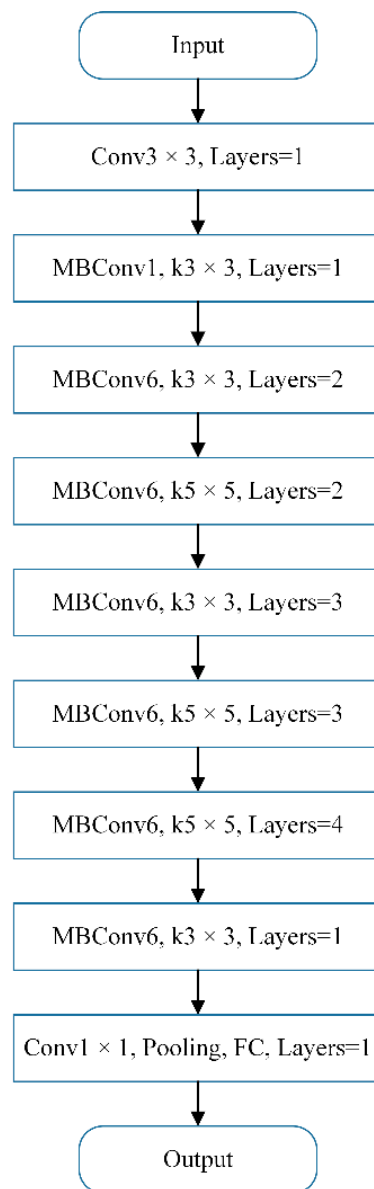 Input
Conv3 × 3, Layers=1
MBConv1, k3 × 3, Layers=1
MBConv6, k3 × 3, Layers=2
MBConv6, k5 × 5, Layers=2
MBConv6, k3 × 3, Layers=3
MBConv6, k5 × 5, Layers=3
MBConv6, k5 × 5, Layers=4
MBConv6, k3 × 3, Layers=1
Conv1 × 1, Pooling, FC, Layers=1
Output